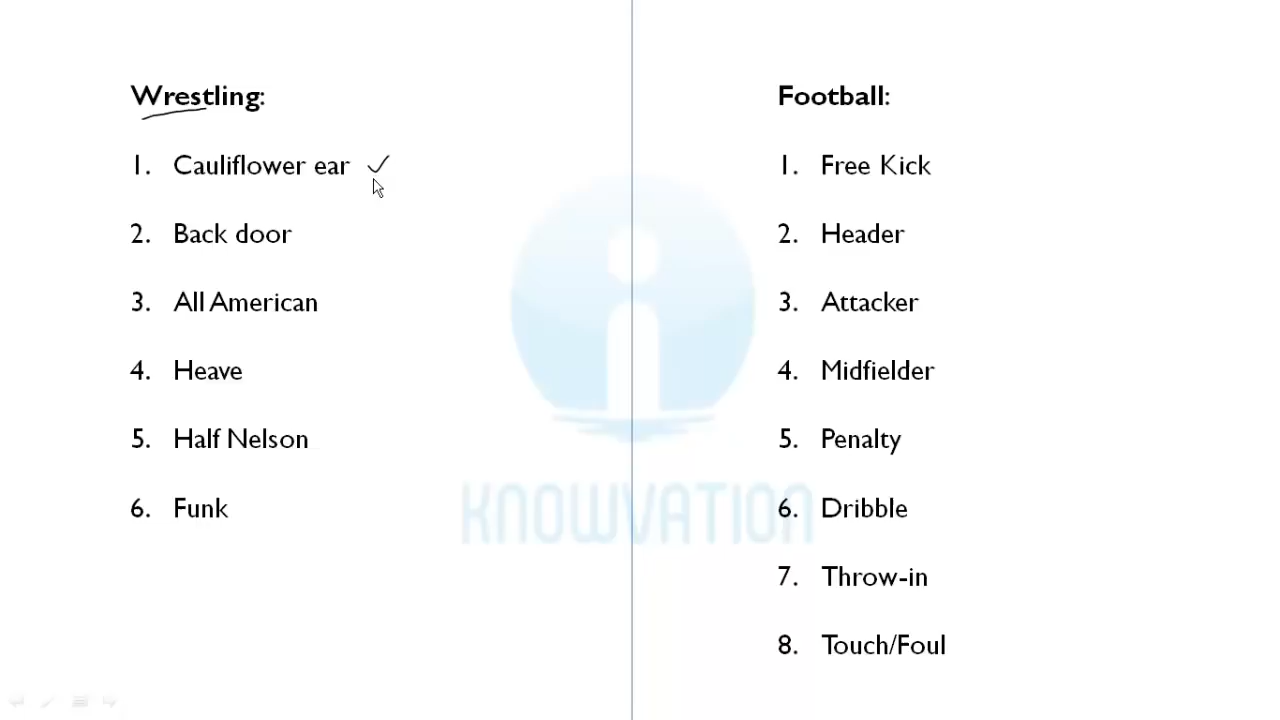 Wrestling:
1. Cauliflower ear ✓
2. Back door
3. All American
4. Heave
5. Half Nelson
6. Funk
Football:
1. Free Kick
2. Header
3. Attacker
4. Midfielder
5. Penalty
6. Dribble
7. Throw-in
8. Touch/Foul
KNOWVATION